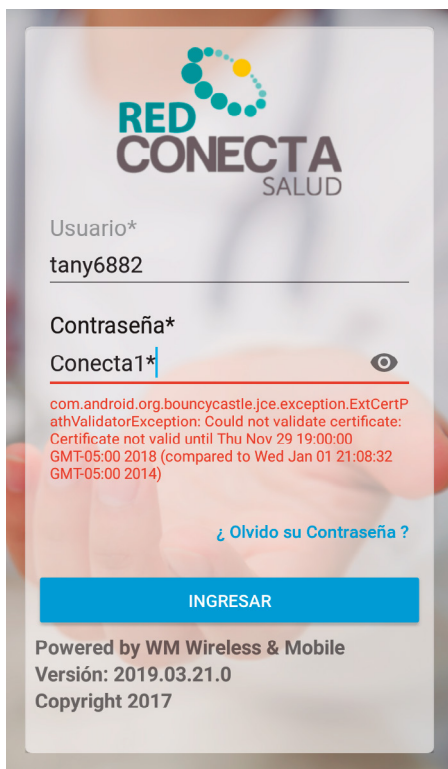 RED
CONECTA
SALUD
Usuario*
tany6882
Contraseña*
Conecta1*
com.android.org.bouncycastle.jce.exception.ExtCertP
athValidatorException: Could not validate certificate:
Certificate not valid until Thu Nov 29 19:00:00
GMT-05:00 2018 (compared to Wed Jan 01 21:08:32
GMT-05:00 2014)
¿ Olvido su Contraseña ?
INGRESAR
Powered by WM Wireless & Mobile
Versión: 2019.03.21.0
Copyright 2017